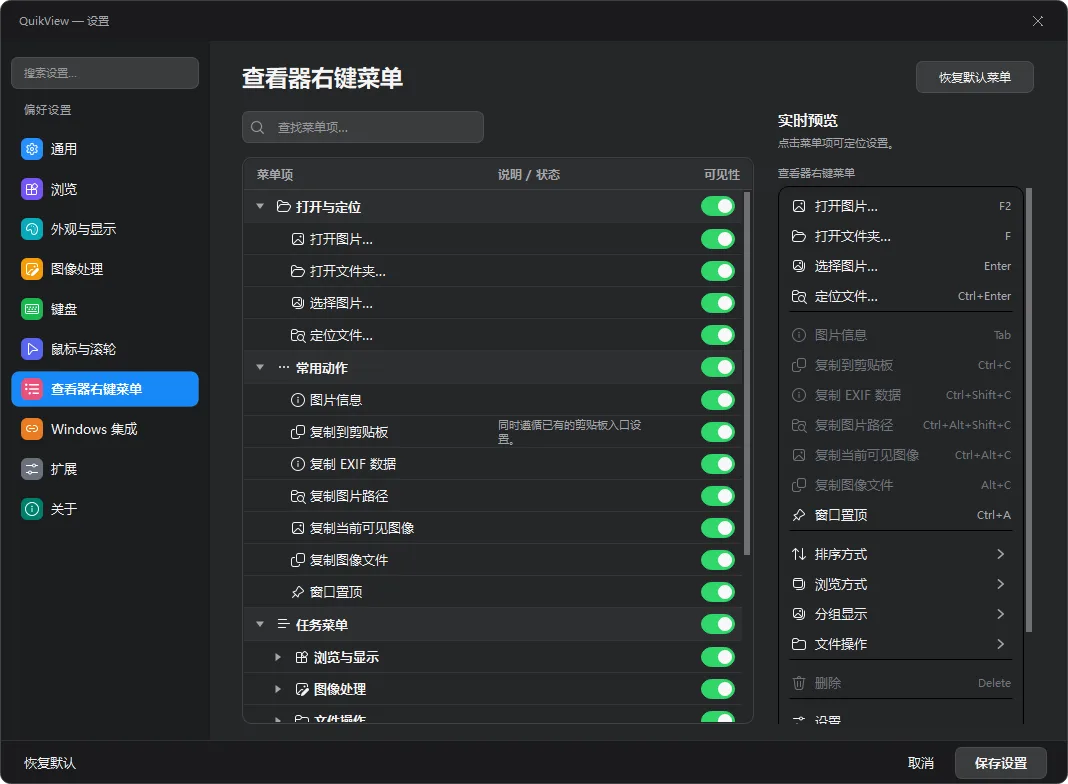 QuikView — 设置
搜索设置...
偏好设置
通用
浏览
外观与显示
图像处理
键盘
鼠标与滚轮
查看器右键菜单
Windows 集成
扩展
关于
查看器右键菜单
恢复默认菜单
查找菜单项...
菜单项 说明 / 状态 可见性
打开与定位
打开图片...
打开文件夹...
选择图片...
定位文件...
常用动作
图片信息
复制到剪贴板 同时遵循已有的剪贴板入口设
置。
复制 EXIF 数据
复制图片路径
复制当前可见图像
复制图像文件
窗口置顶
任务菜单
浏览与显示
图像处理
文件操作
实时预览
点击菜单项可定位设置。
查看器右键菜单
打开图片... F2
打开文件夹... F
选择图片... Enter
定位文件... Ctrl+Enter
图片信息 Tab
复制到剪贴板 Ctrl+C
复制 EXIF 数据 Ctrl+Shift+C
复制图片路径 Ctrl+Alt+Shift+C
复制当前可见图像 Ctrl+Alt+C
复制图像文件 Alt+C
窗口置顶 Ctrl+A
排序方式
浏览方式
分组显示
文件操作
删除 Delete
设置
恢复默认
取消
保存设置